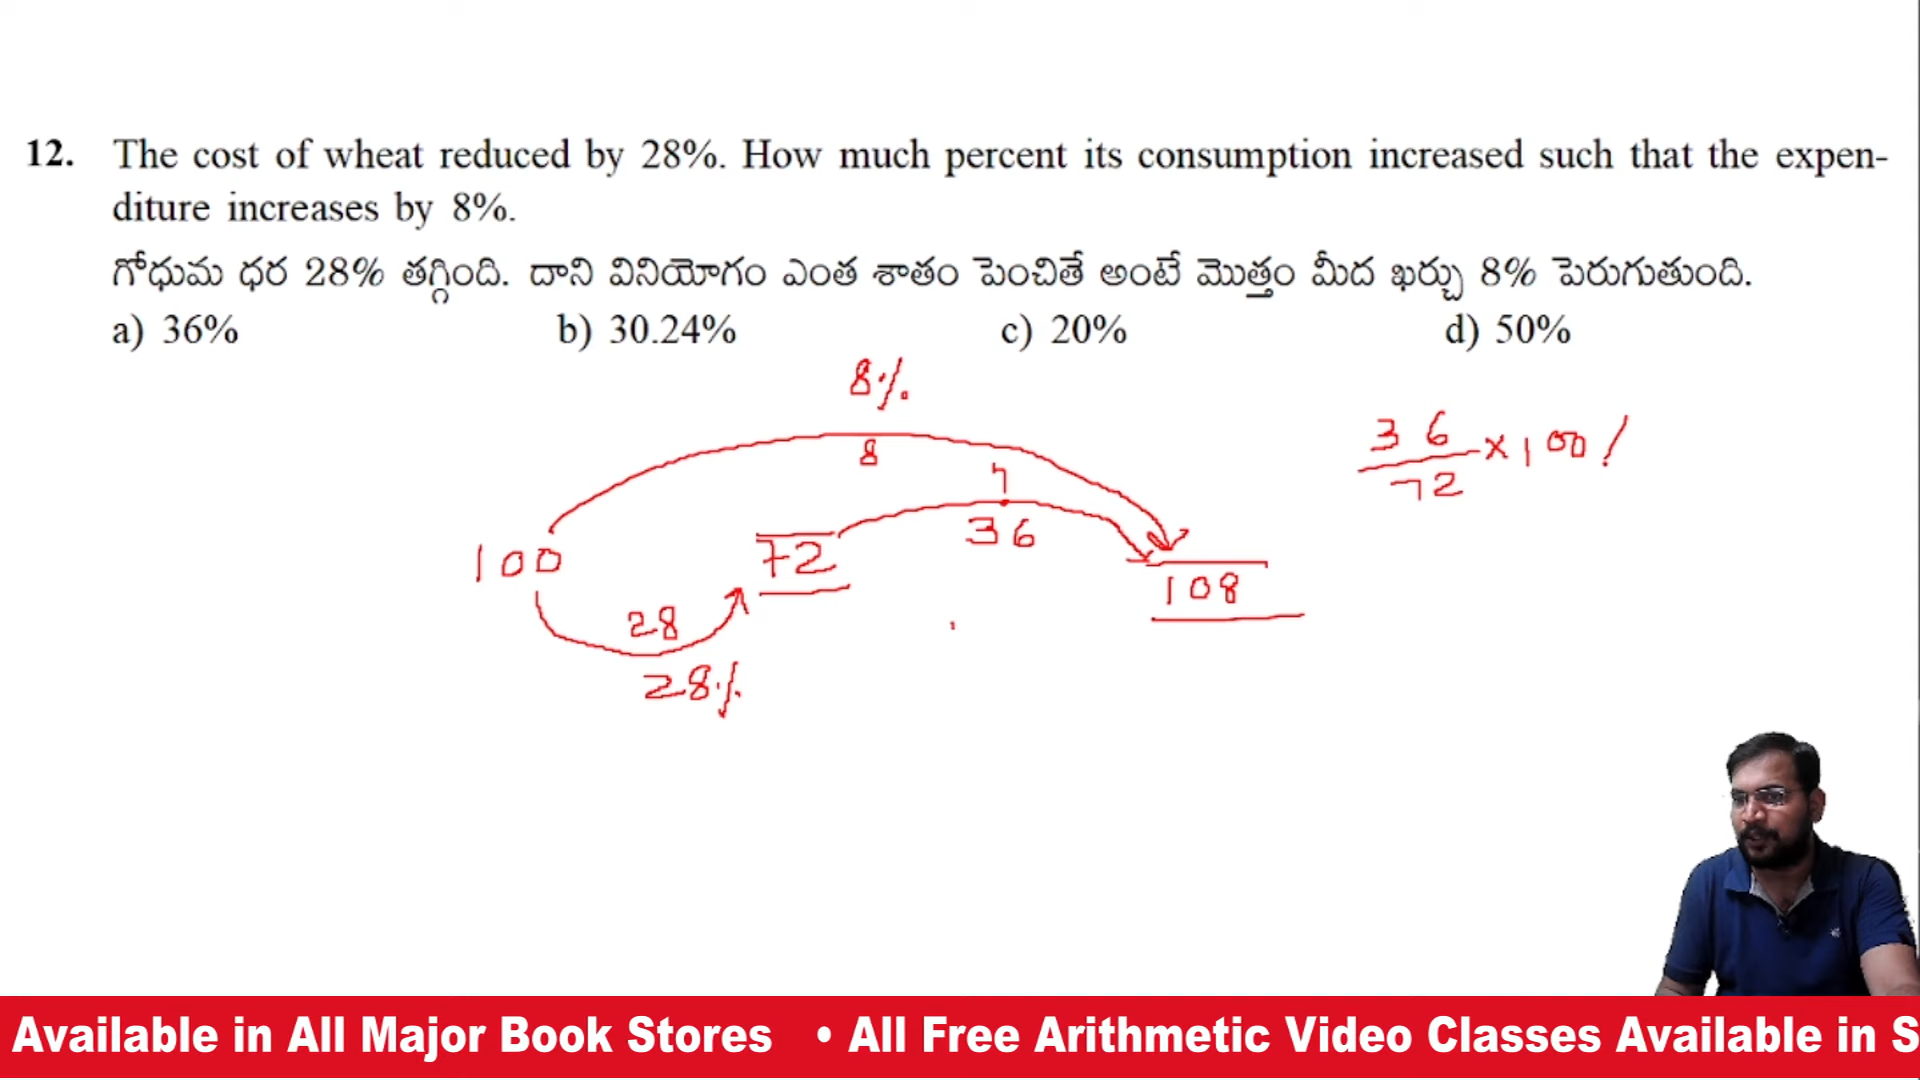 12. The cost of wheat reduced by 28%. How much percent its consumption increased such that the expen-
diture increases by 8%.
గోధుమ ధర 28% తగ్గింది. దాని వినియోగం ఎంత శాతం పెంచితే అంటే మొత్తం మీద ఖర్చు 8% పెరుగుతుంది.
a) 36% b) 30.24% c) 20% d) 50%
8%
8
36
72 × 100
36
100 72 108
28
28%
Available in All Major Book Stores • All Free Arithmetic Video Classes Available in S